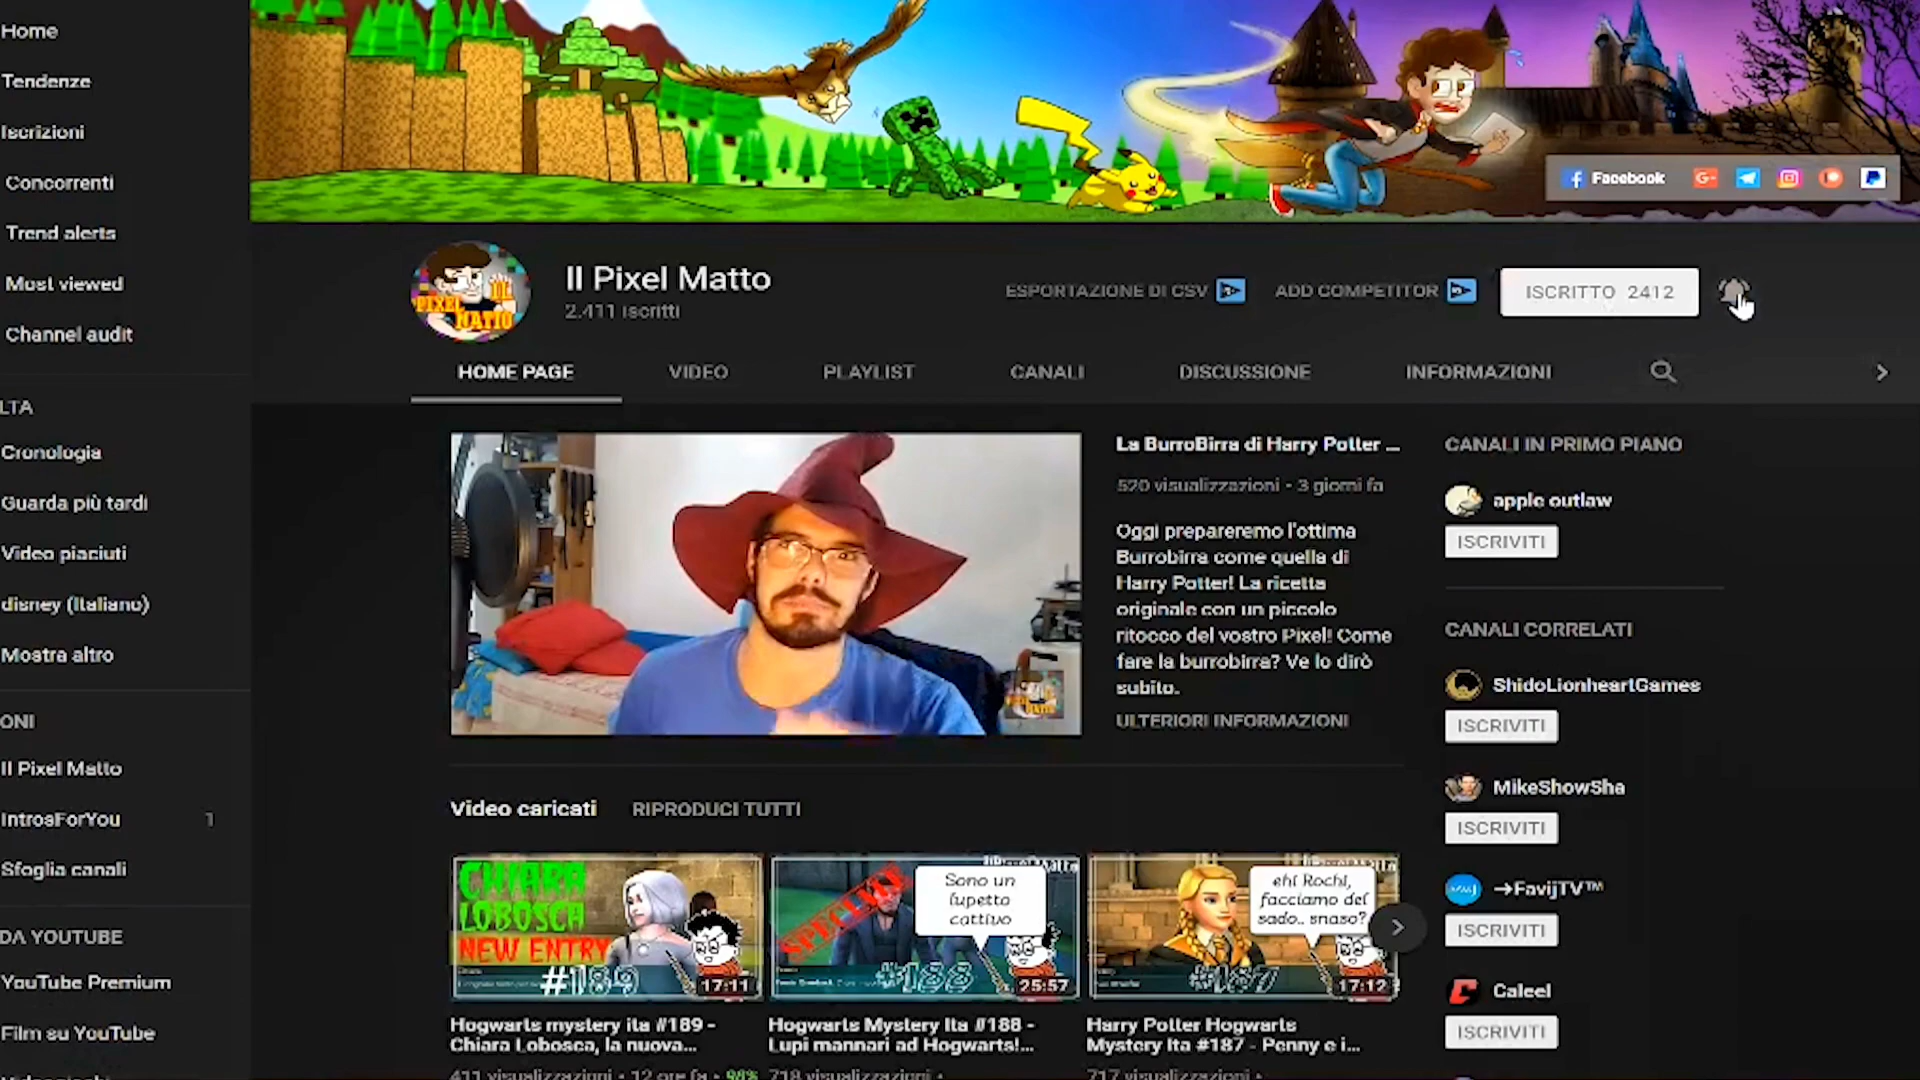 Home
Tendenze
Iscrizioni
Concorrenti
Trend alerts
Most viewed
Channel audit
LTA
Cronologia
Guarda più tardi
Video piaciuti
disney (Italiano)
Mostra altro
ONI
Il Pixel Matto
IntrosForYou 1
Sfoglia canali
DA YOUTUBE
YouTube Premium
Film su YouTube
Facebook
PIXEL IL MATTO
Il Pixel Matto
2.411 iscritti
ESPORTAZIONE DI CSV
ADD COMPETITOR
ISCRITTO 2412
HOME PAGE VIDEO PLAYLIST CANALI DISCUSSIONE INFORMAZIONI
La BurroBirra di Harry Potter ...
520 visualizzazioni • 3 giorni fa
Oggi prepareremo l'ottima
Burrobirra come quella di
Harry Potter! La ricetta
originale con un piccolo
ritocco del vostro Pixel! Come
fare la burrobirra? Ve lo dirò
subito.
ULTERIORI INFORMAZIONI
Video caricati RIPRODUCI TUTTI
CHIARA
LOBOSCA
NEW ENTRY
#189
17:11
Hogwarts mystery ita #189 -
Chiara Lobosca, la nuova...
411 visualizzazioni • 12 ore fa • 98%
SPECIALE
Sono un
lupetto
cattivo
#188
25:57
Hogwarts Mystery Ita #188 -
Lupi mannari ad Hogwarts!...
718 visualizzazioni •
ehi Rochi,
facciamo del
sado.. snaso?
#187
17:12
Harry Potter Hogwarts
Mystery Ita #187 - Penny e i...
717 visualizzazioni •
CANALI IN PRIMO PIANO
apple outlaw
ISCRIVITI
CANALI CORRELATI
ShidoLionheartGames
ISCRIVITI
MikeShowSha
ISCRIVITI
→FavijTV™
ISCRIVITI
Caleel
ISCRIVITI